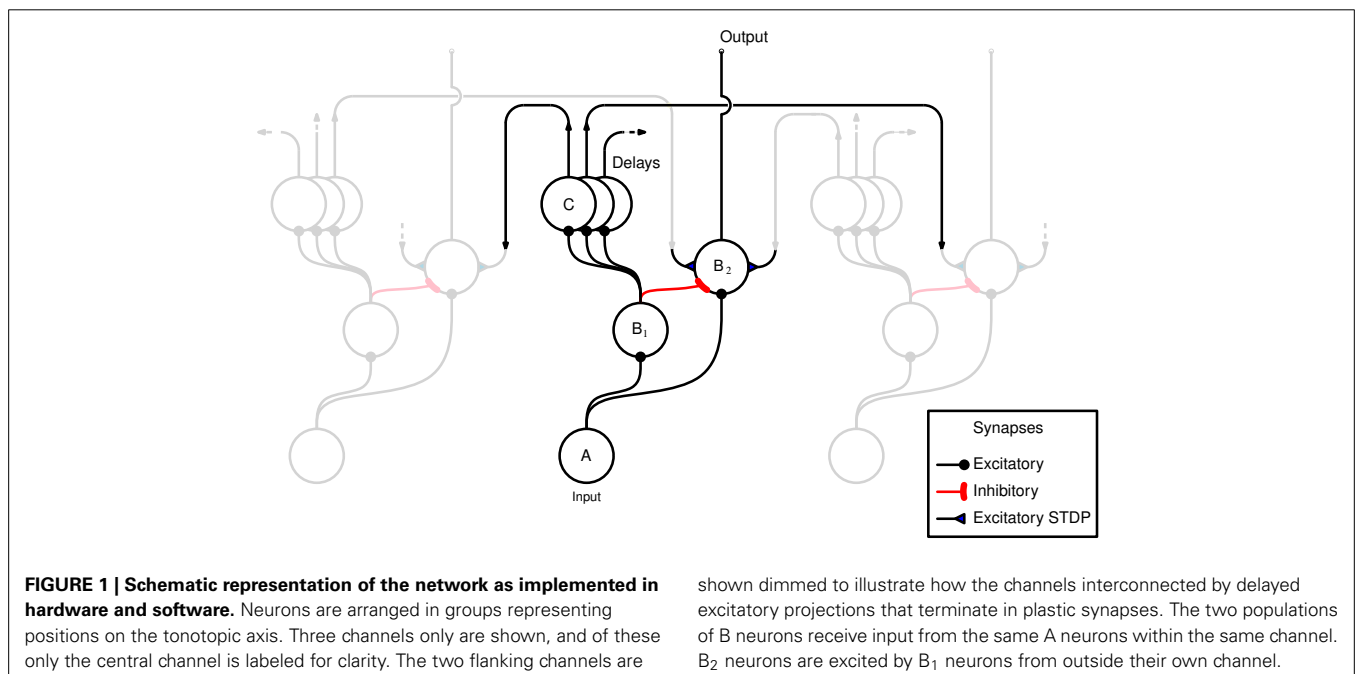 Output
Delays
C
B₂
B₁
A
Input
Synapses
Excitatory
Inhibitory
Excitatory STDP
FIGURE 1 | Schematic representation of the network as implemented in
hardware and software. Neurons are arranged in groups representing
positions on the tonotopic axis. Three channels only are shown, and of these
only the central channel is labeled for clarity. The two flanking channels are
shown dimmed to illustrate how the channels interconnected by delayed
excitatory projections that terminate in plastic synapses. The two populations
of B neurons receive input from the same A neurons within the same channel.
B₂ neurons are excited by B₁ neurons from outside their own channel.